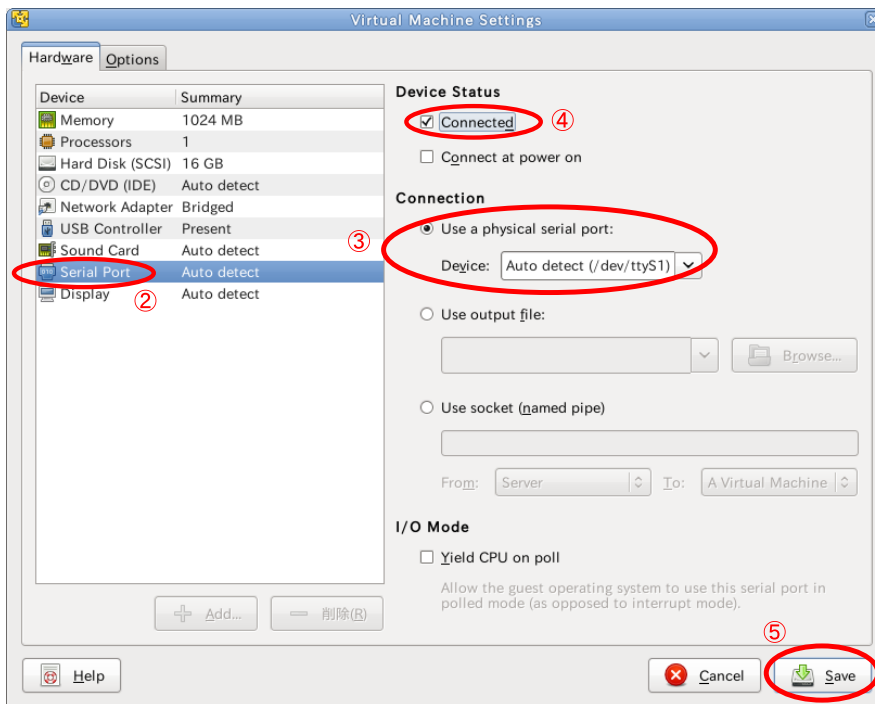 Virtual Machine Settings
Hardware Options
Device Summary
Memory 1024 MB
Processors 1
Hard Disk (SCSI) 16 GB
CD/DVD (IDE) Auto detect
Network Adapter Bridged
USB Controller Present
Sound Card Auto detect
Serial Port Auto detect
②
Display Auto detect
Add... 削除(R)
Device Status
Connected ④
Connect at power on
Connection
③
Use a physical serial port:
Device: Auto detect (/dev/ttyS1)
Use output file:
Browse...
Use socket (named pipe)
From: Server To: A Virtual Machine
I/O Mode
Yield CPU on poll
Allow the guest operating system to use this serial port in
polled mode (as opposed to interrupt mode).
⑤
Help Cancel Save